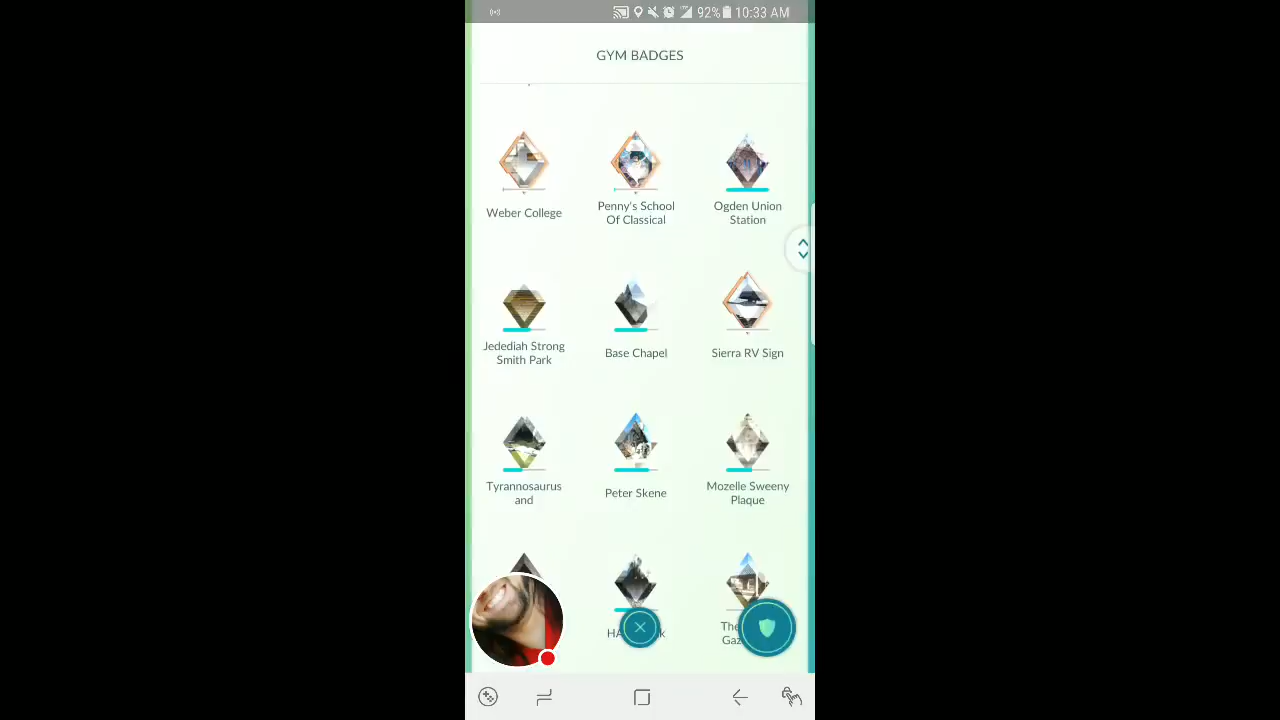 92% 10:33 AM
GYM BADGES
Weber College
Penny's School
Of Classical
Ogden Union
Station
Jedediah Strong
Smith Park
Base Chapel
Sierra RV Sign
Tyrannosaurus
and
Peter Skene
Mozelle Sweeny
Plaque